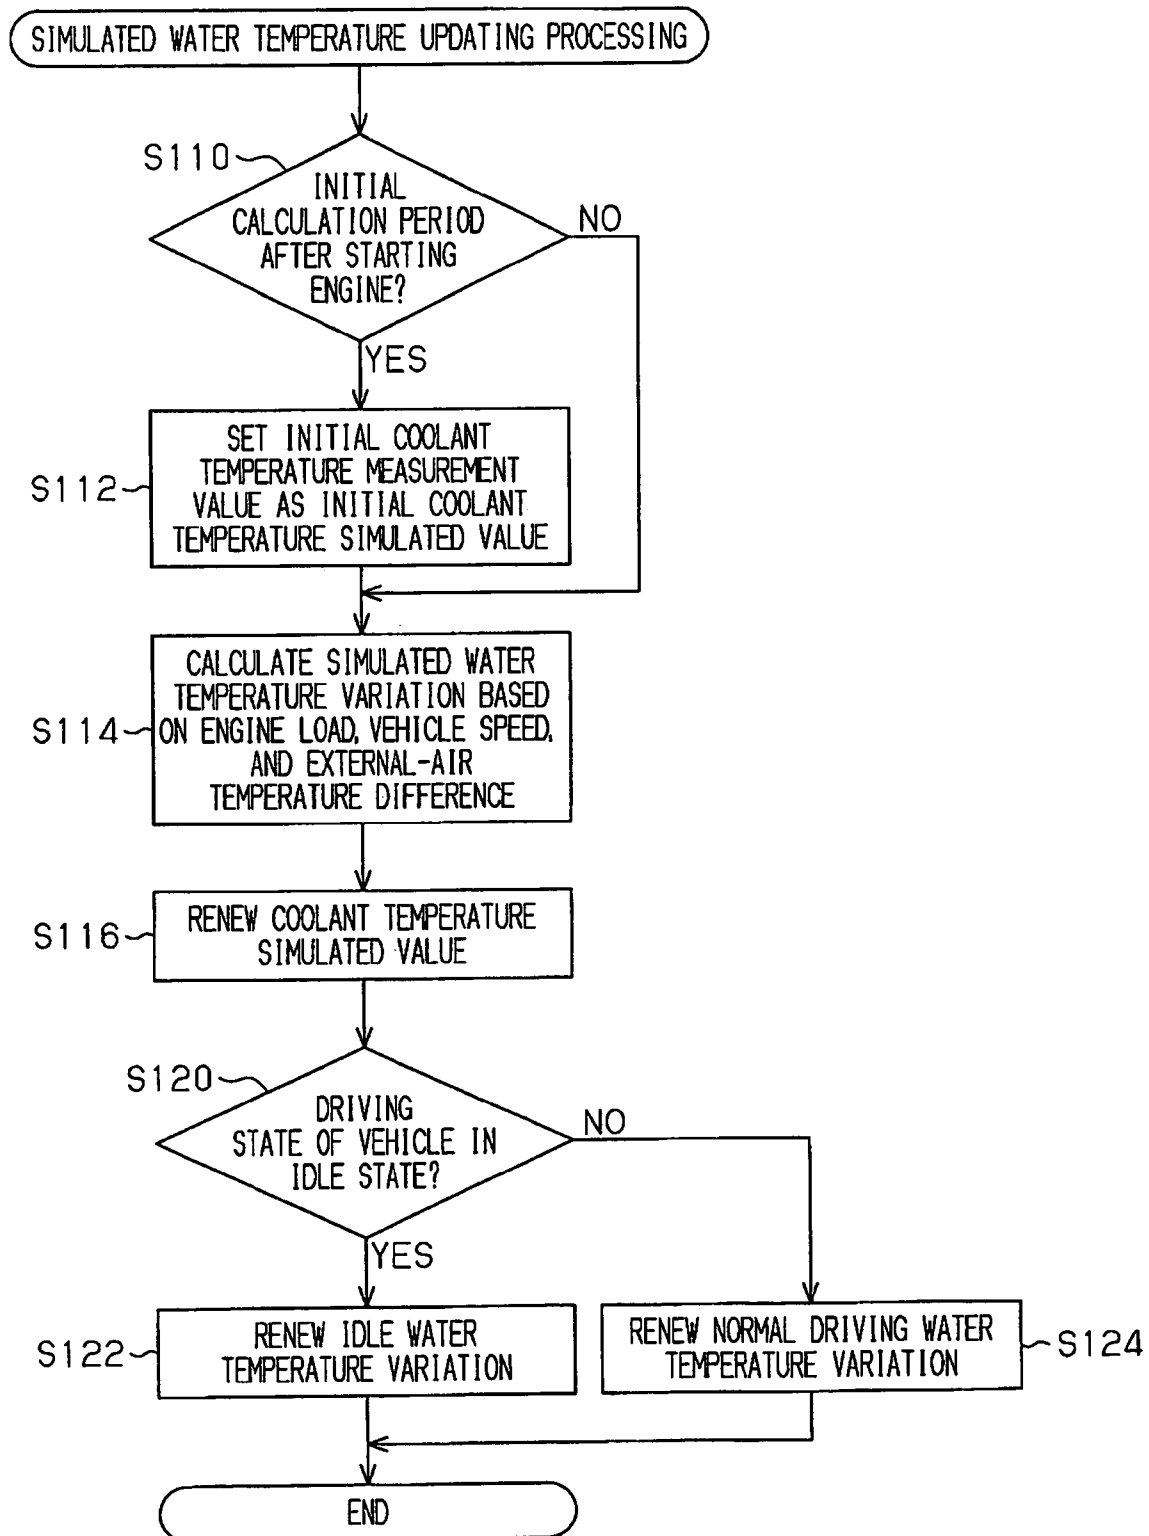 SIMULATED WATER TEMPERATURE UPDATING PROCESSING
S110
INITIAL
CALCULATION PERIOD
AFTER STARTING
ENGINE?
NO
YES
S112
SET INITIAL COOLANT
TEMPERATURE MEASUREMENT
VALUE AS INITIAL COOLANT
TEMPERATURE SIMULATED VALUE
S114
CALCULATE SIMULATED WATER
TEMPERATURE VARIATION BASED
ON ENGINE LOAD, VEHICLE SPEED,
AND EXTERNAL-AIR
TEMPERATURE DIFFERENCE
S116
RENEW COOLANT TEMPERATURE
SIMULATED VALUE
S120
DRIVING
STATE OF VEHICLE IN
IDLE STATE?
NO
YES
S122
RENEW IDLE WATER
TEMPERATURE VARIATION
RENEW NORMAL DRIVING WATER
TEMPERATURE VARIATION
S124
END